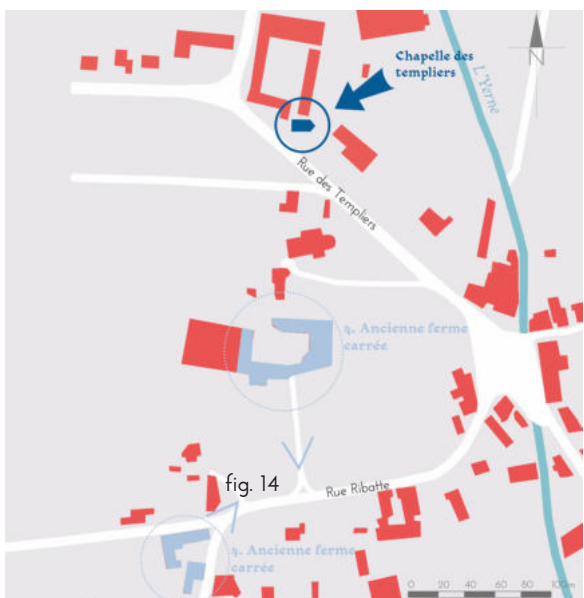 Chapelle des
templiers
N
L'Yerne
Rue des Templiers
4. Ancienne ferme
carrée
fig. 14
Rue Ribatte
4. Ancienne ferme
carrée
0 20 40 60 80 100m